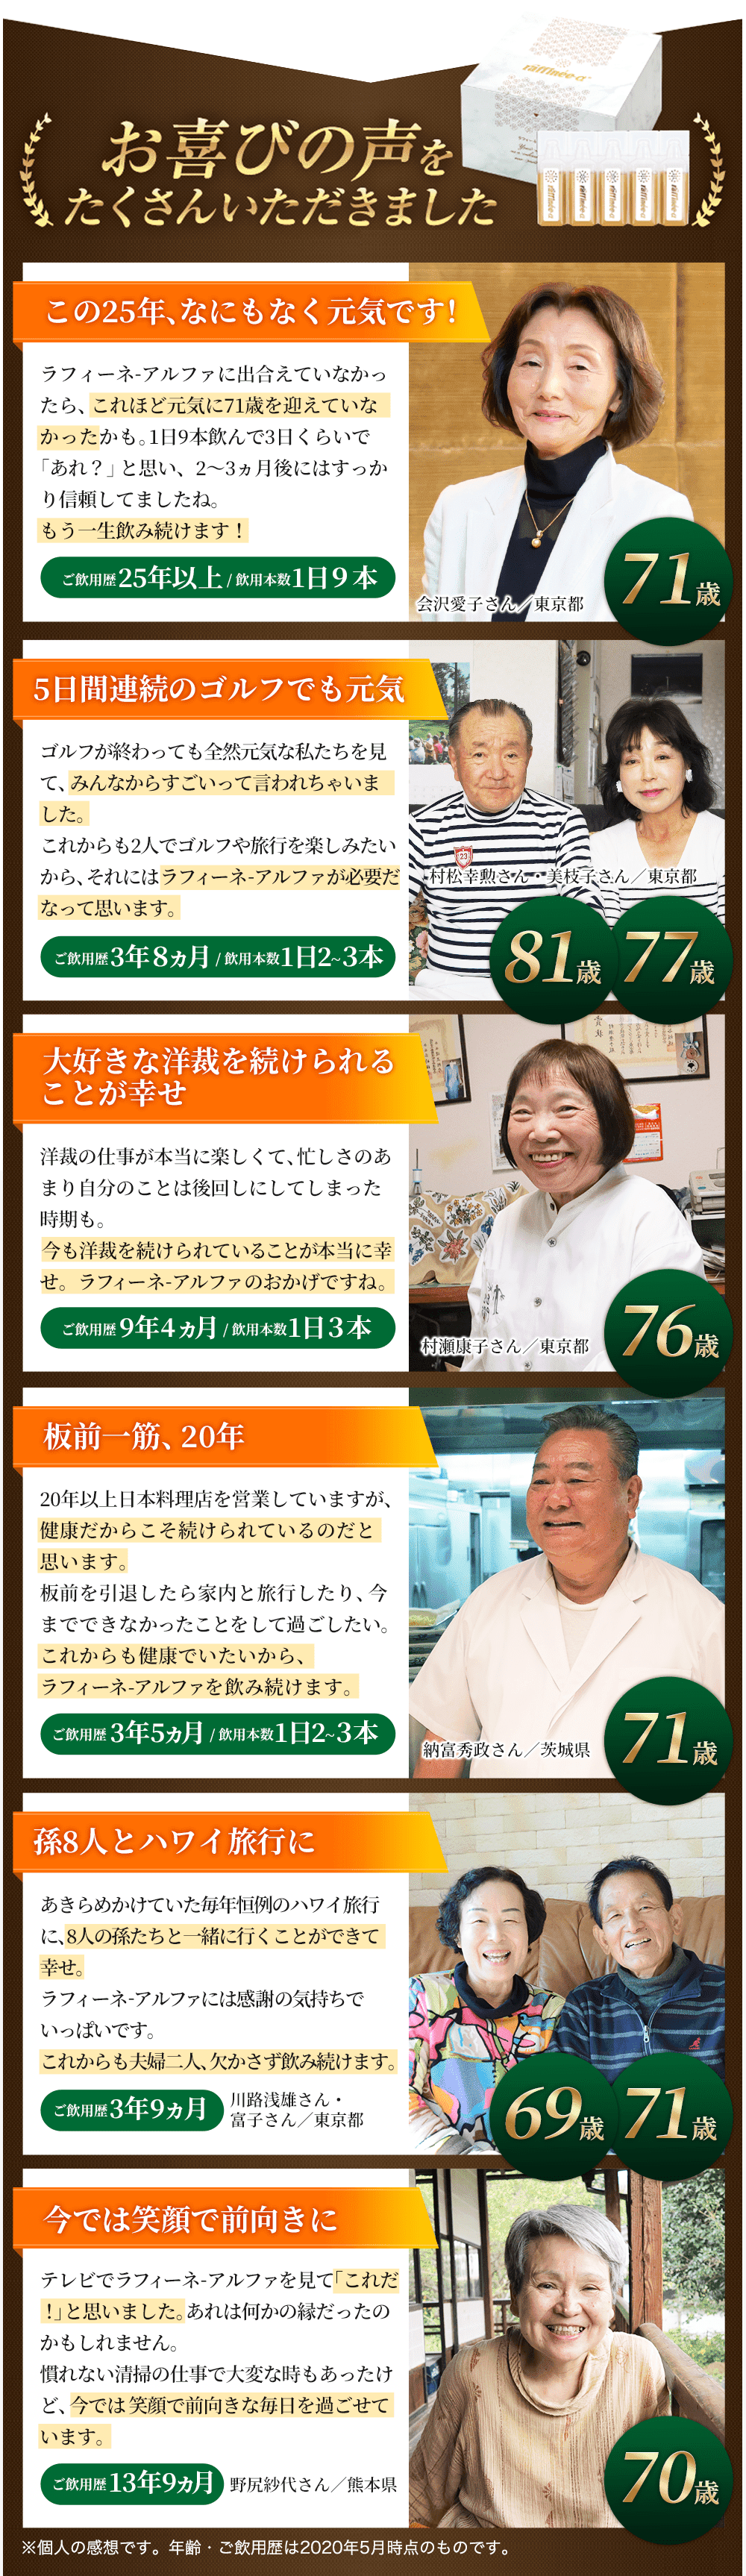 raffinee-α
raffinee-α
raffinee-α
raffinee-α
raffinee-α
raffinee-α
お喜びの声を
たくさんいただきました
この25年、なにもなく元気です!
ラフィーネ-アルファに出合えていなかっ
たら、これほど元気に71歳を迎えていな
かったかも。1日9本飲んで3日くらいで
「あれ？」と思い、2〜3ヵ月後にはすっか
り信頼してましたね。
もう一生飲み続けます！
ご飲用歴25年以上/飲用本数1日9本
会沢愛子さん／東京都
71歳
5日間連続のゴルフでも元気
ゴルフが終わっても全然元気な私たちを見
て、みんなからすごいって言われちゃいま
した。
これからも2人でゴルフや旅行を楽しみたい
から、それにはラフィーネ-アルファが必要だ
なって思います。
ご飲用歴3年8ヵ月/飲用本数1日2~3本
23
村松幸勲さん・美枝子さん／東京都
81歳 77歳
大好きな洋裁を続けられる
ことが幸せ
洋裁の仕事が本当に楽しくて、忙しさのあ
まり自分のことは後回しにしてしまった
時期も。
今も洋裁を続けられていることが本当に幸
せ。ラフィーネ-アルファのおかげですね。
ご飲用歴9年4ヵ月/飲用本数1日3本
村瀬康子さん／東京都
76歳
板前一筋、20年
20年以上日本料理店を営業していますが、
健康だからこそ続けられているのだと
思います。
板前を引退したら家内と旅行したり、今
までできなかったことをして過ごしたい。
これからも健康でいたいから、
ラフィーネ-アルファを飲み続けます。
ご飲用歴3年5ヵ月/飲用本数1日2~3本
納富秀政さん／茨城県
71歳
孫8人とハワイ旅行に
あきらめかけていた毎年恒例のハワイ旅行
に、8人の孫たちと一緒に行くことができて
幸せ。
ラフィーネ-アルファには感謝の気持ちで
いっぱいです。
これからも夫婦二人、欠かさず飲み続けます。
ご飲用歴3年9ヵ月
川路浅雄さん・
富子さん／東京都
69歳 71歳
今では笑顔で前向きに
テレビでラフィーネ-アルファを見て「これだ
！」と思いました。あれは何かの縁だったの
かもしれません。
慣れない清掃の仕事で大変な時もあったけ
ど、今では笑顔で前向きな毎日を過ごせて
います。
ご飲用歴13年9ヵ月
野尻紗代さん／熊本県
70歳
※個人の感想です。年齢・ご飲用歴は2020年5月時点のものです。